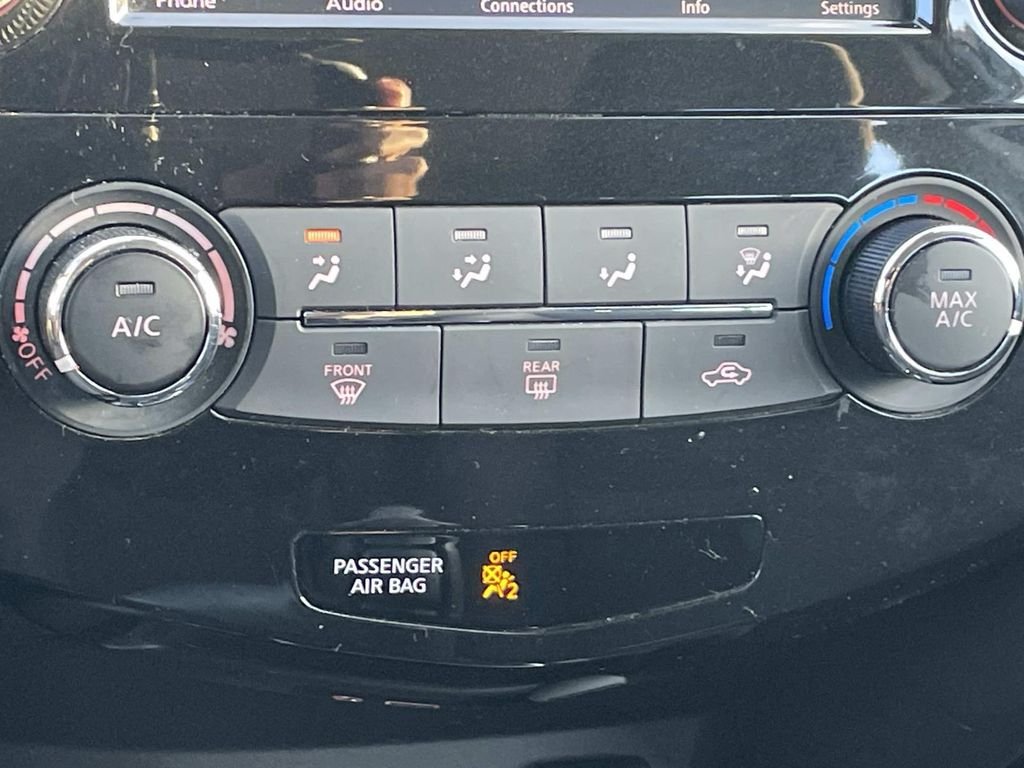 Phone Audio Connections Info Settings
A/C
OFF
FRONT
REAR
MAX
A/C
PASSENGER
AIR BAG
OFF
2